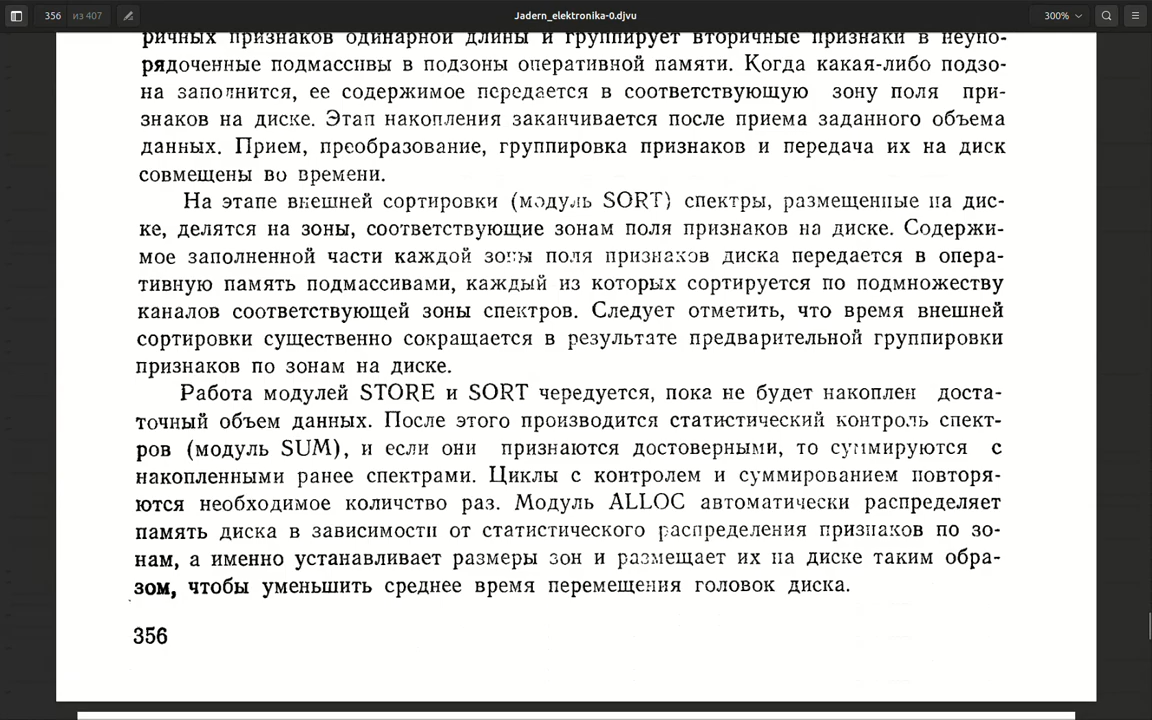 356 из 407
Jadern_elektronika-0.djvu
300%
ричных признаков одинарной длины и группирует вторичные признаки в неупо-
рядоченные подмассивы в подзоны оперативной памяти. Когда какая-либо подзо-
на заполнится, ее содержимое передается в соответствующую зону поля при-
знаков на диске. Этап накопления заканчивается после приема заданного объема
данных. Прием, преобразование, группировка признаков и передача их на диск
совмещены во времени.
На этапе внешней сортировки (модуль SORT) спектры, размещенные на дис-
ке, делятся на зоны, соответствующие зонам поля признаков на диске. Содержи-
мое заполненной части каждой зоны поля признаков диска передается в опера-
тивную память подмассивами, каждый из которых сортируется по подмножеству
каналов соответствующей зоны спектров. Следует отметить, что время внешней
сортировки существенно сокращается в результате предварительной группировки
признаков по зонам на диске.
Работа модулей STORE и SORT чередуется, пока не будет накоплен доста-
точный объем данных. После этого производится статистический контроль спект-
ров (модуль SUM), и если они признаются достоверными, то суммируются с
накопленными ранее спектрами. Циклы с контролем и суммированием повторя-
ются необходимое количство раз. Модуль ALLOC автоматически распределяет
память диска в зависимости от статистического распределения признаков по зо-
нам, а именно устанавливает размеры зон и размещает их на диске таким обра-
зом, чтобы уменьшить среднее время перемещения головок диска.
356